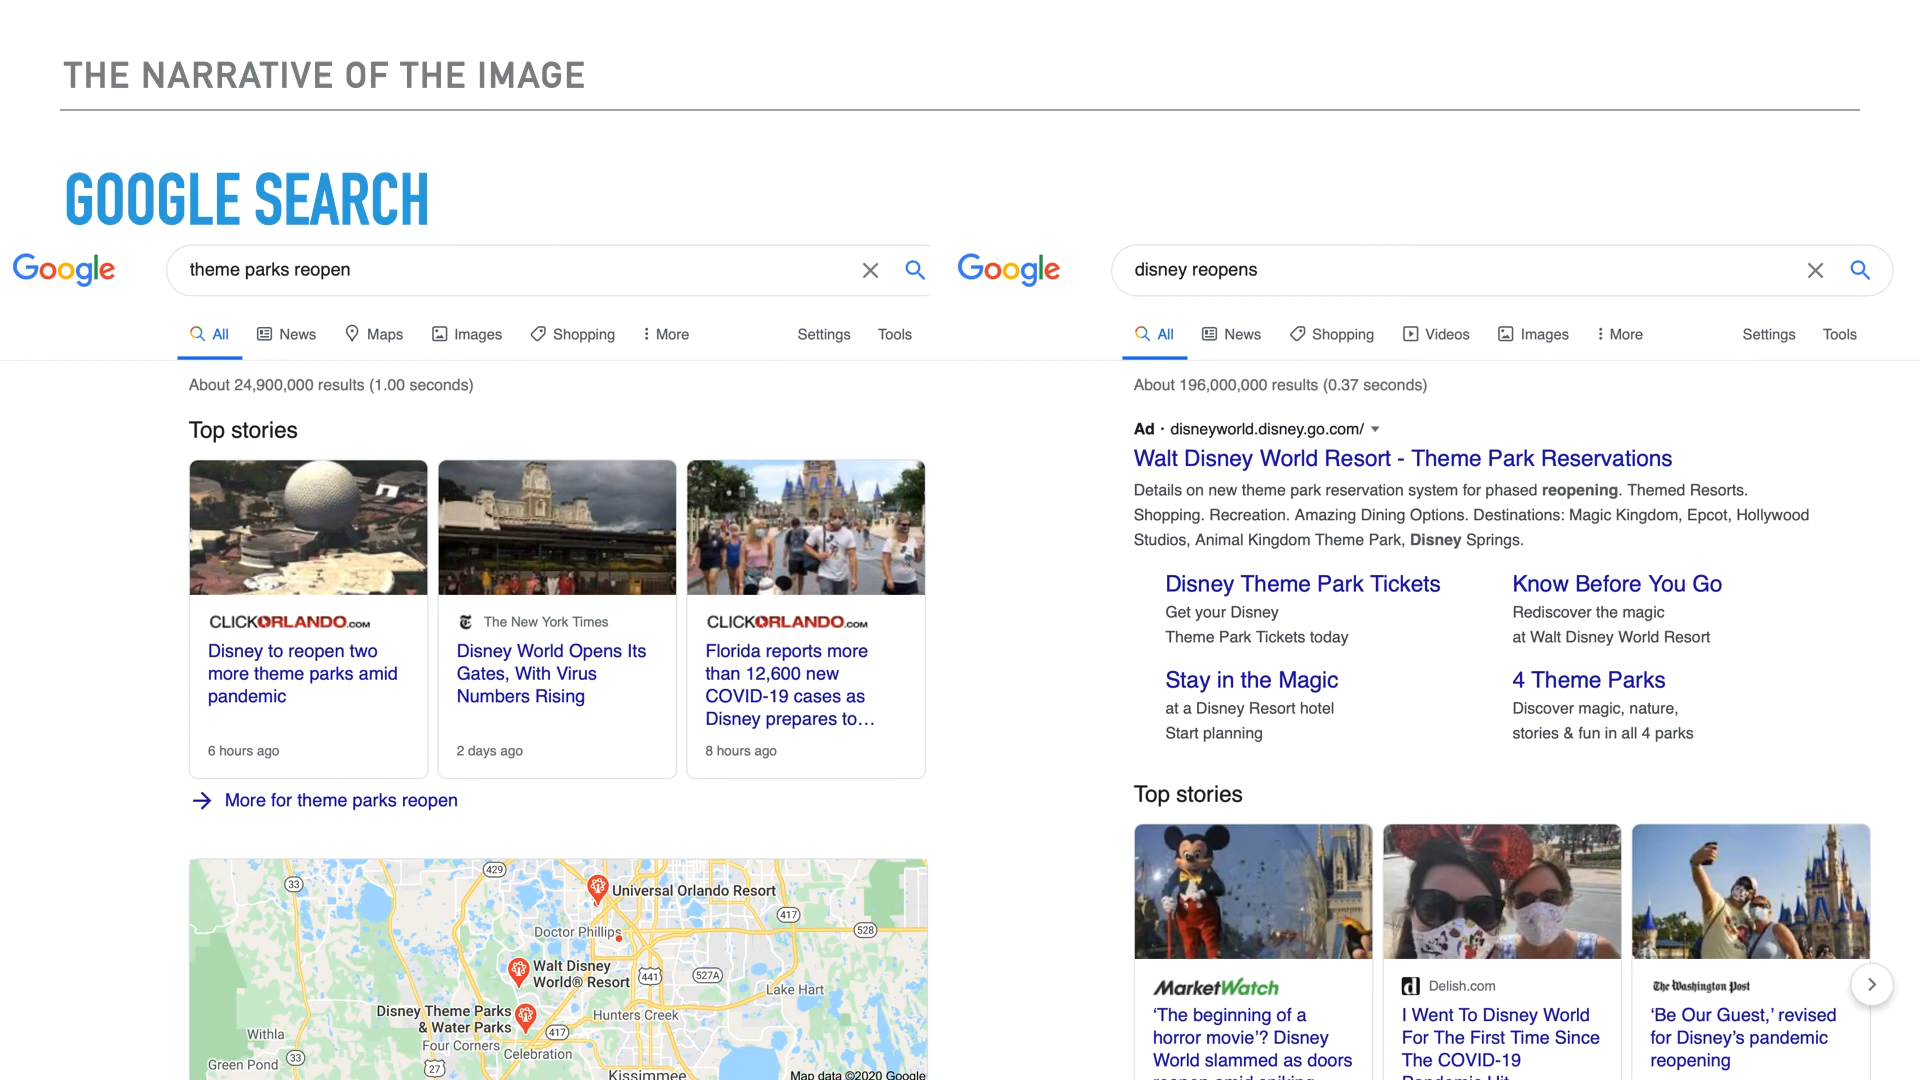 THE NARRATIVE OF THE IMAGE
GOOGLE SEARCH
Google
theme parks reopen
All
News
Maps
Images
Shopping
More
Settings
Tools
About 24,900,000 results (1.00 seconds)
Top stories
CLICKORLANDO.COM
Disney to reopen two
more theme parks amid
pandemic
6 hours ago
The New York Times
Disney World Opens Its
Gates, With Virus
Numbers Rising
2 days ago
CLICKORLANDO.COM
Florida reports more
than 12,600 new
COVID-19 cases as
Disney prepares to…
8 hours ago
More for theme parks reopen
429
33
Universal Orlando Resort
417
528
Doctor Phillips
Walt Disney
World® Resort
441
527A
Lake Hart
Disney Theme Parks
& Water Parks
Hunters Creek
417
Withla
Four Corners
Celebration
33
Green Pond
27
Kissimmee
Map data ©2020 Google
Google
disney reopens
All
News
Shopping
Videos
Images
More
Settings
Tools
About 196,000,000 results (0.37 seconds)
Ad · disneyworld.disney.go.com/
Walt Disney World Resort - Theme Park Reservations
Details on new theme park reservation system for phased reopening. Themed Resorts.
Shopping. Recreation. Amazing Dining Options. Destinations: Magic Kingdom, Epcot, Hollywood
Studios, Animal Kingdom Theme Park, Disney Springs.
Disney Theme Park Tickets
Get your Disney
Theme Park Tickets today
Know Before You Go
Rediscover the magic
at Walt Disney World Resort
Stay in the Magic
at a Disney Resort hotel
Start planning
4 Theme Parks
Discover magic, nature,
stories & fun in all 4 parks
Top stories
MarketWatch
‘The beginning of a
horror movie’? Disney
World slammed as doors
reopen amid spiking
Delish.com
I Went To Disney World
For The First Time Since
The COVID-19
Pandemic Hit
The Washington Post
‘Be Our Guest,’ revised
for Disney’s pandemic
reopening